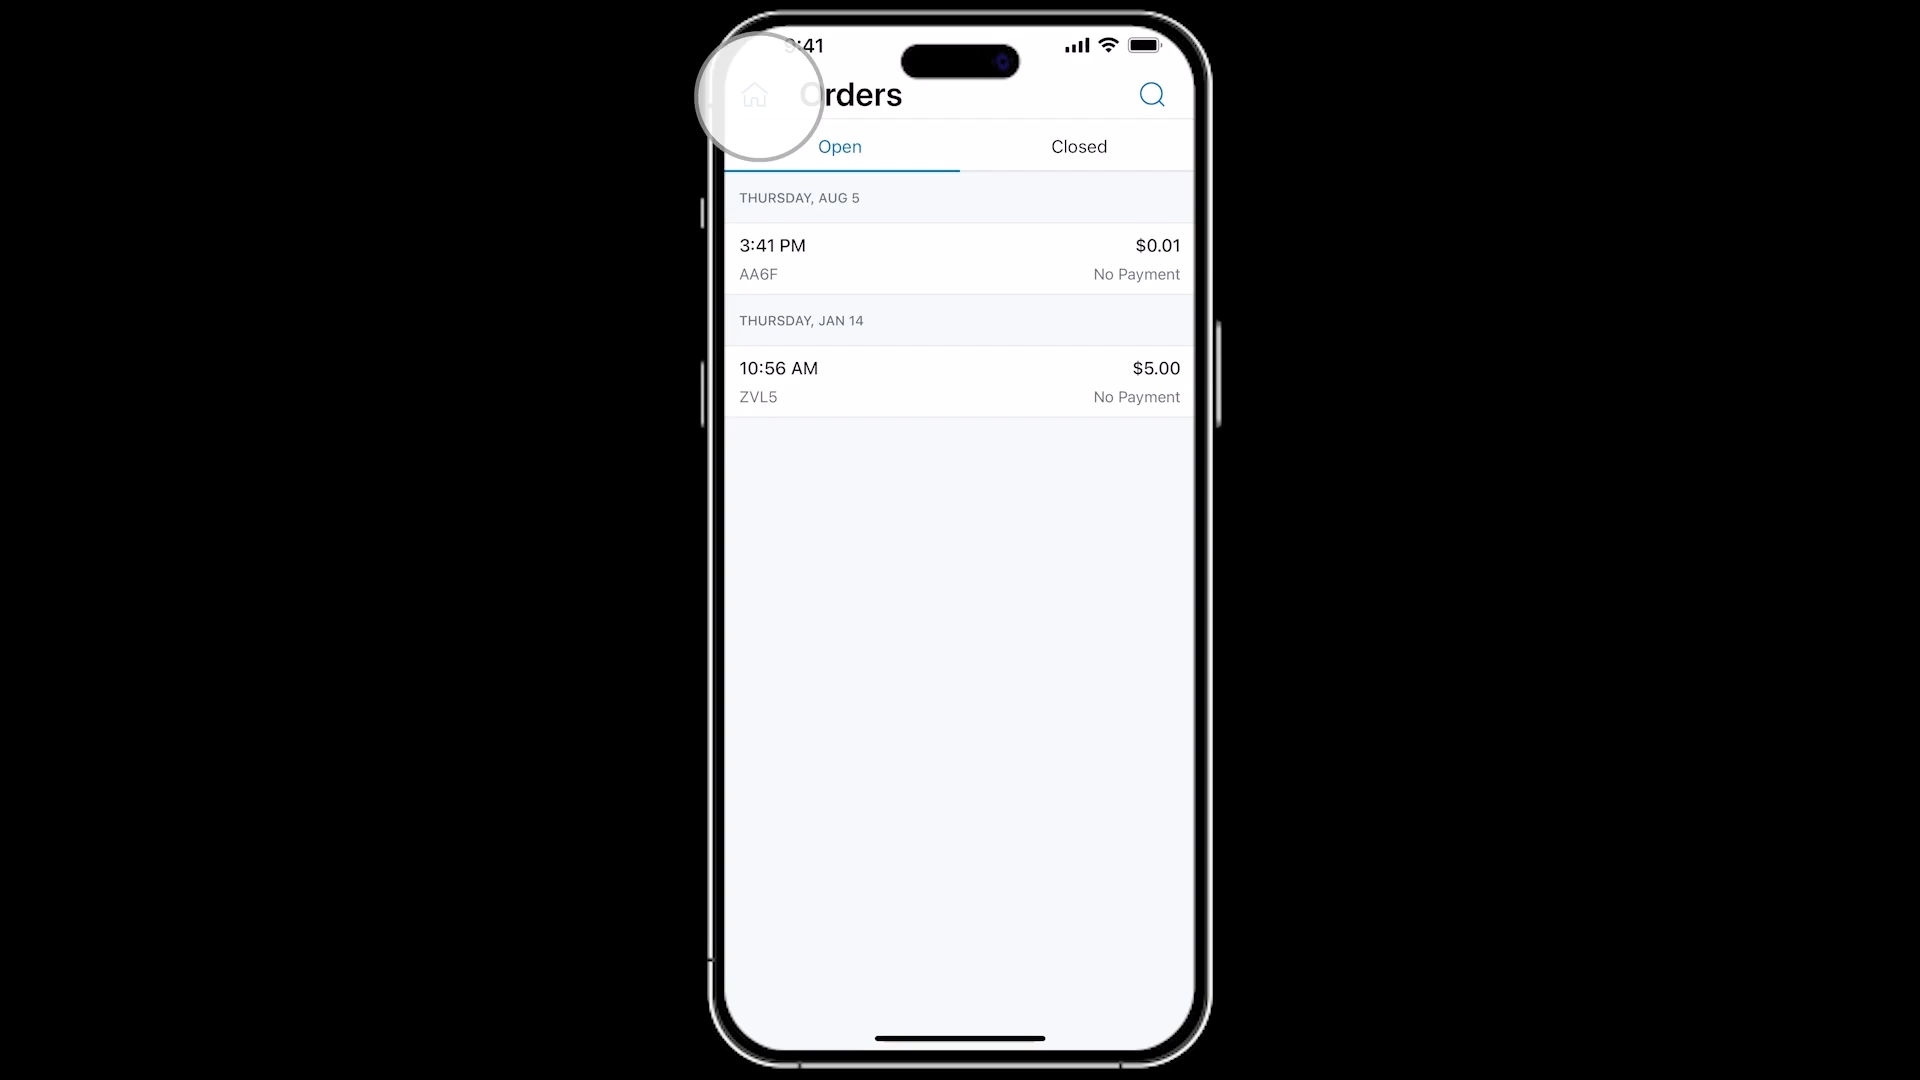 9:41
Orders
Open
Closed
THURSDAY, AUG 5
3:41 PM
$0.01
AA6F
No Payment
THURSDAY, JAN 14
10:56 AM
$5.00
ZVL5
No Payment